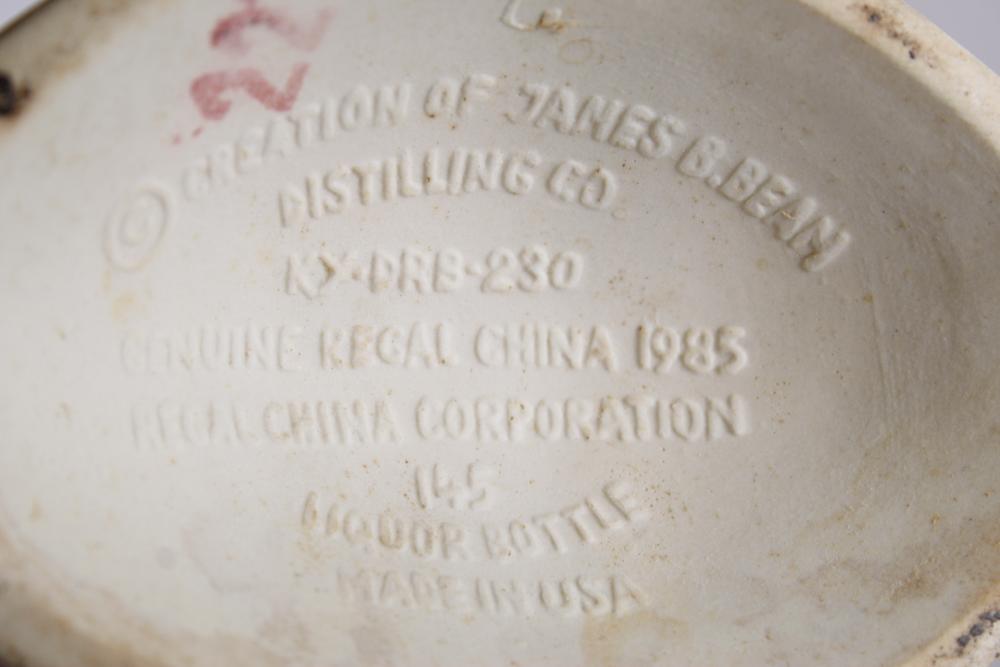 22
© CREATION OF JAMES B. BEAM
DISTILLING CO.
KY-DRB-230
GENUINE REGAL CHINA 1985
REGAL CHINA CORPORATION
145
LIQUOR BOTTLE
MADE IN USA